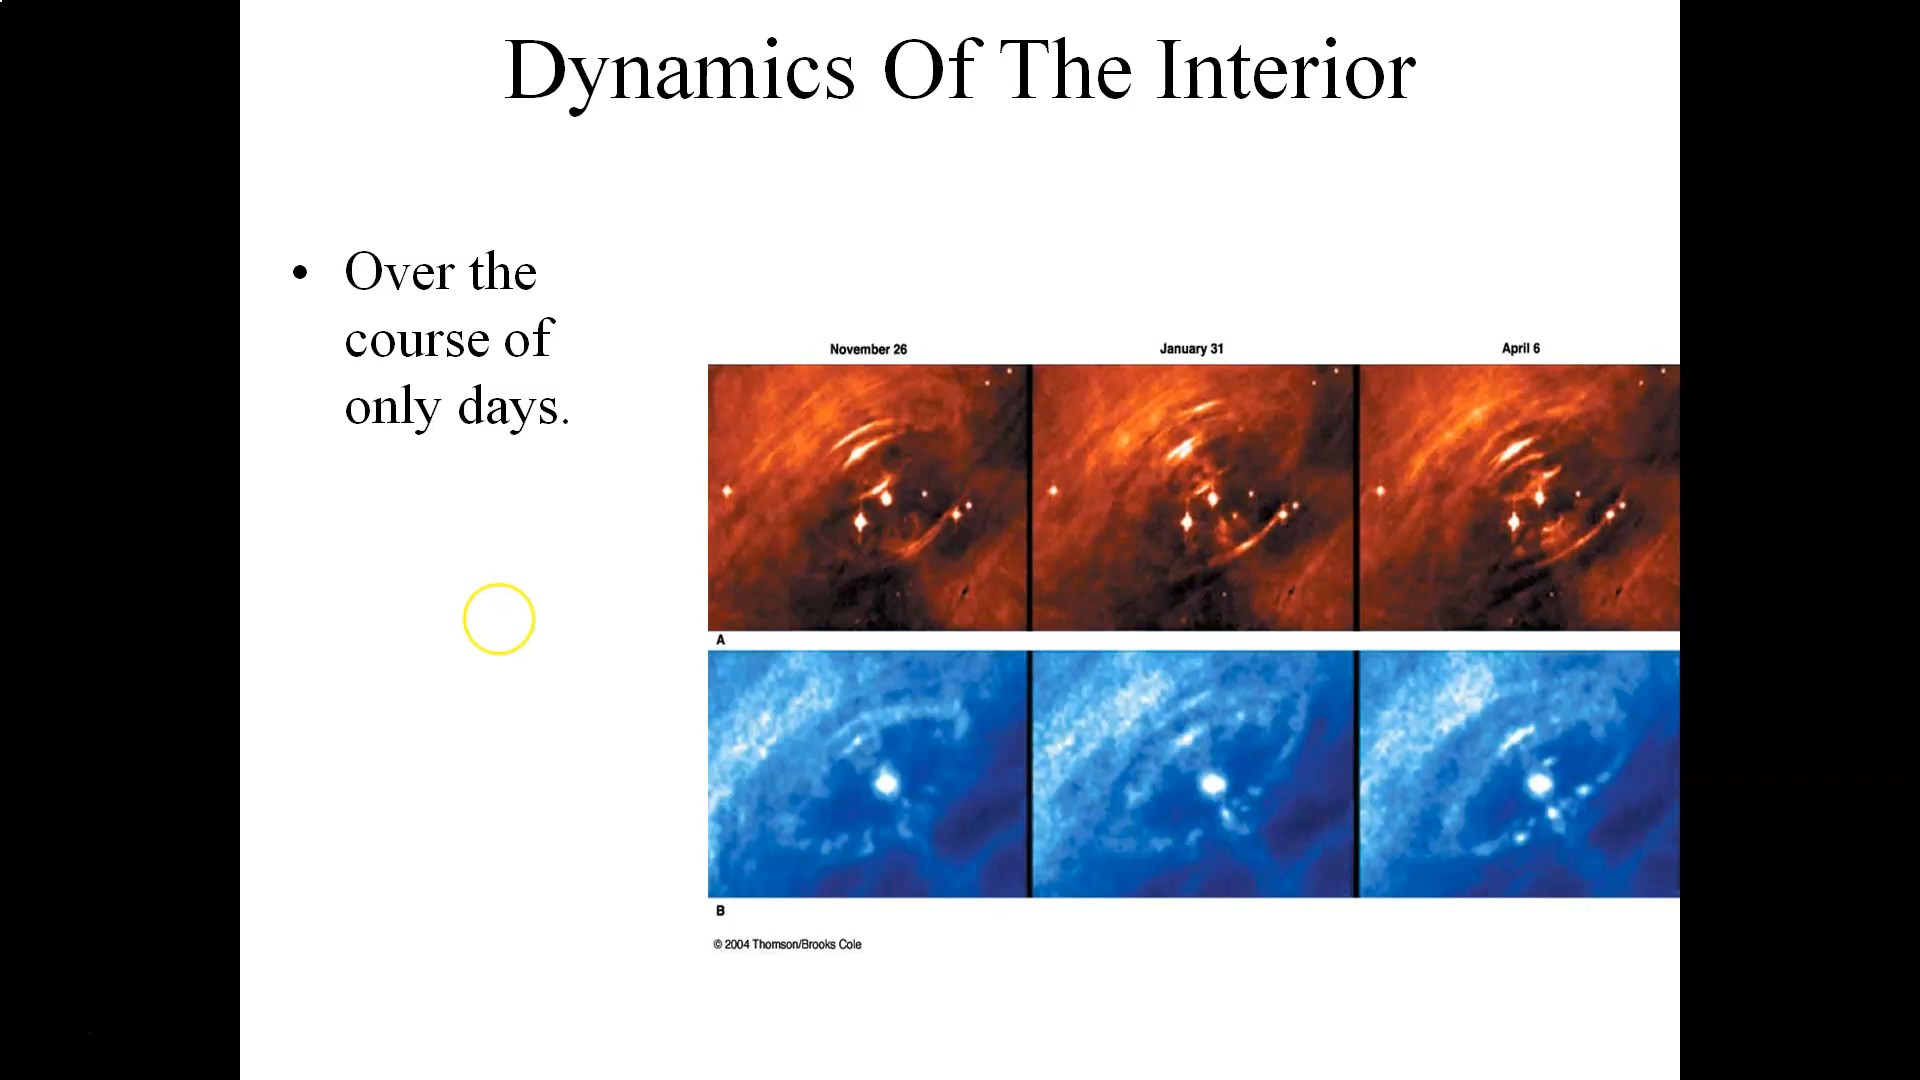 Dynamics Of The Interior
• Over the
course of
only days.
November 26 January 31 April 6
A
B
© 2004 Thomson/Brooks Cole